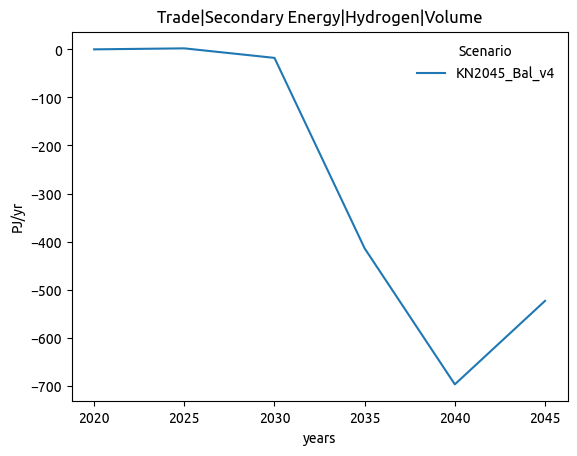 Trade|Secondary Energy|Hydrogen|Volume
Scenario
KN2045_Bal_v4
PJ/yr
0
−100
−200
−300
−400
−500
−600
−700
2020 2025 2030 2035 2040 2045
years